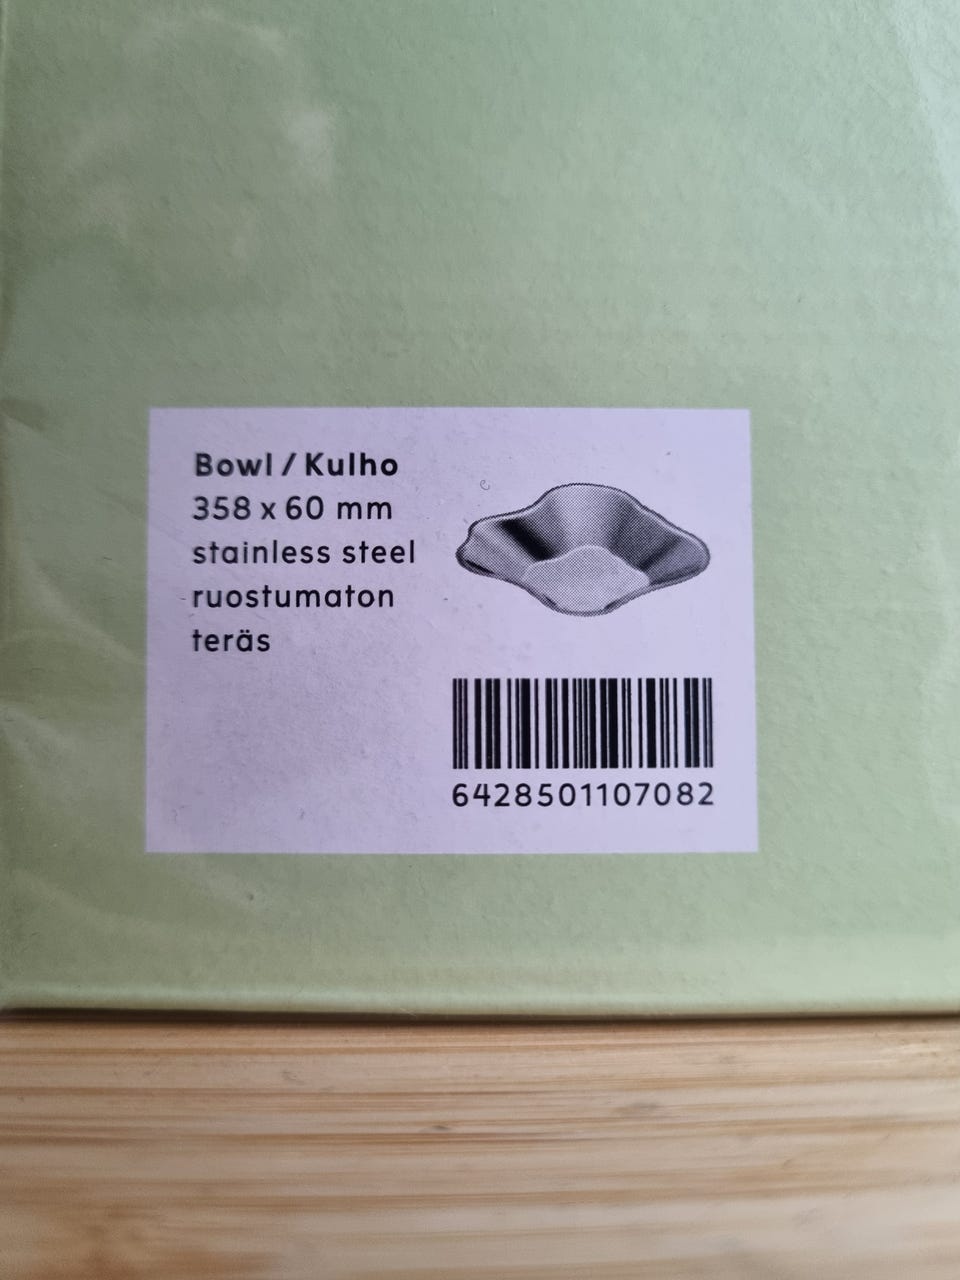 Bowl / Kulho
358 x 60 mm
stainless steel
ruostumaton
teräs
6428501107082